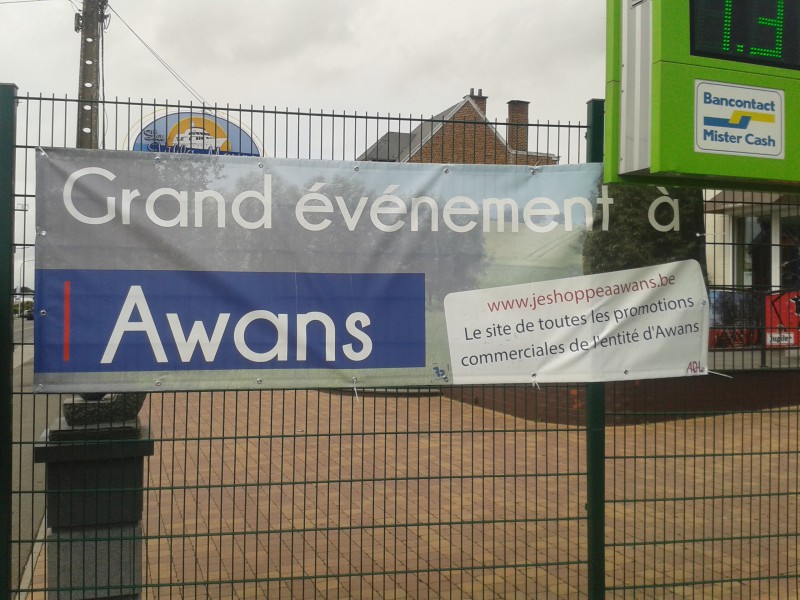 Grand événement à
Awans
www.jeshoppeaawans.be
Le site de toutes les promotions
commerciales de l'entité d'Awans
Bancontact
Mister Cash
Jupiler